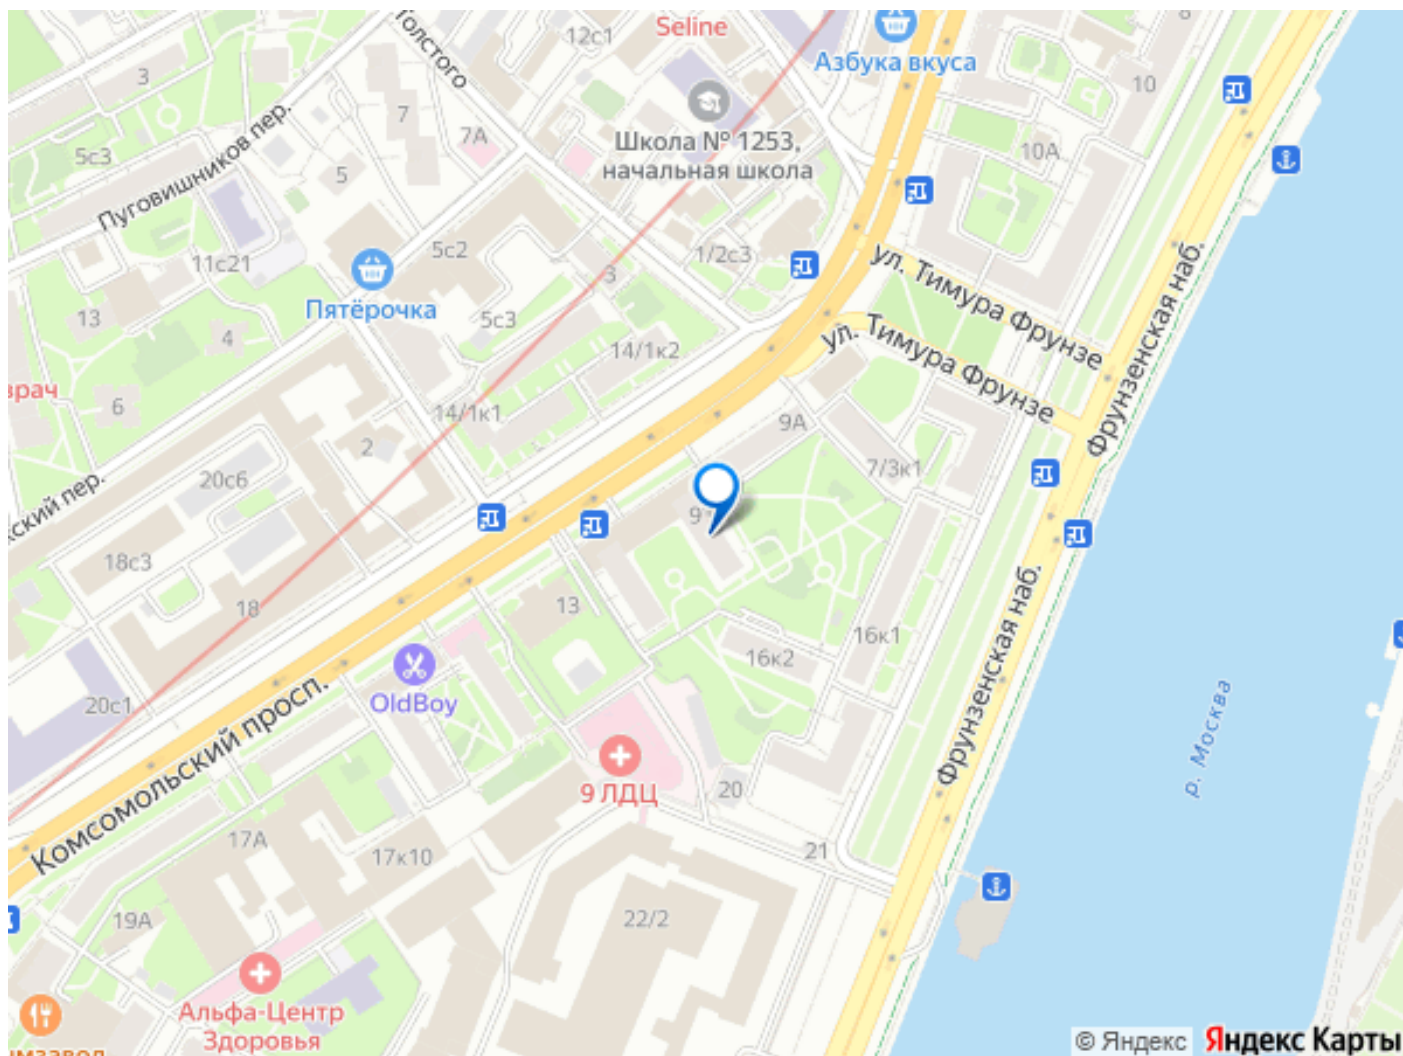 Толстого
12с1
Seline
8
Азбука вкуса
3
10
7
7А
Школа № 1253,
начальная школа
10А
5с3
Пуговишников пер.
5
5с2
1/2с3
ул. Тимура Фрунзе
Фрунзенская наб.
11с21
3
Пятёрочка
13
5с3
4
14/1к2
ул. Тимура Фрунзе
врач
6
14/1к1
9А
2
7/3к1
20с6
ский пер.
9
18с3
18
13
Фрунзенская наб.
16к1
16к2
20с1
OldBoy
р. Москва
Комсомольский просп.
9 ЛДЦ
20
17А
17к10
21
19А
22/2
Альфа-Центр
Здоровья
мзавод
© Яндекс Яндекс Карты